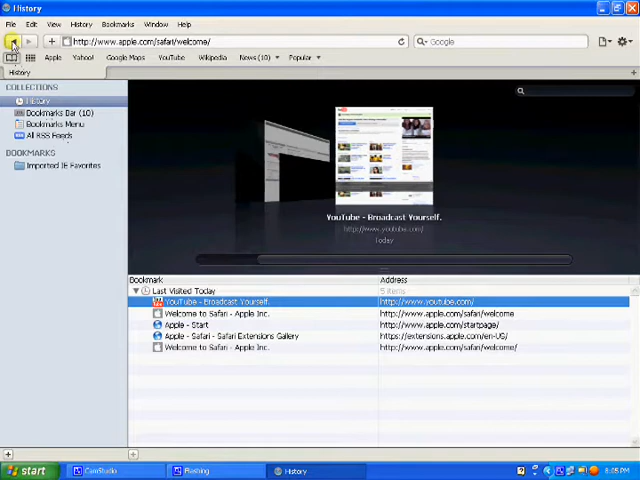 History
File Edit View History Bookmarks Window Help
http://www.apple.com/safari/welcome/ Google
Apple Yahoo! Google Maps YouTube Wikipedia News (10) Popular
History
COLLECTIONS
History
Bookmarks Bar (10)
Bookmarks Menu
All RSS Feeds
BOOKMARKS
Imported IE Favorites
YouTube - Broadcast Yourself.
http://www.youtube.com/
Today
Bookmark Address
Last Visited Today 5 items
YouTube - Broadcast Yourself. http://www.youtube.com/
Welcome to Safari - Apple Inc. http://www.apple.com/safari/welcome
Apple - Start http://www.apple.com/startpage/
Apple - Safari - Safari Extensions Gallery https://extensions.apple.com/en-US/
Welcome to Safari - Apple Inc. http://www.apple.com/safari/welcome/
start CamStudio Flashing History 8:05 PM